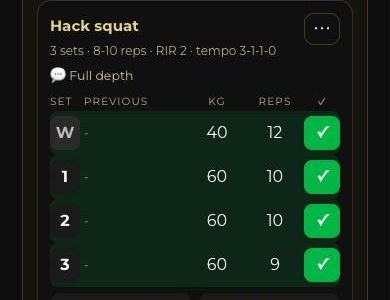 Hack squat
3 sets · 8-10 reps · RIR 2 · tempo 3-1-1-0
💬 Full depth
SET PREVIOUS KG REPS ✓
W - 40 12 ✓
1 - 60 10 ✓
2 - 60 10 ✓
3 - 60 9 ✓